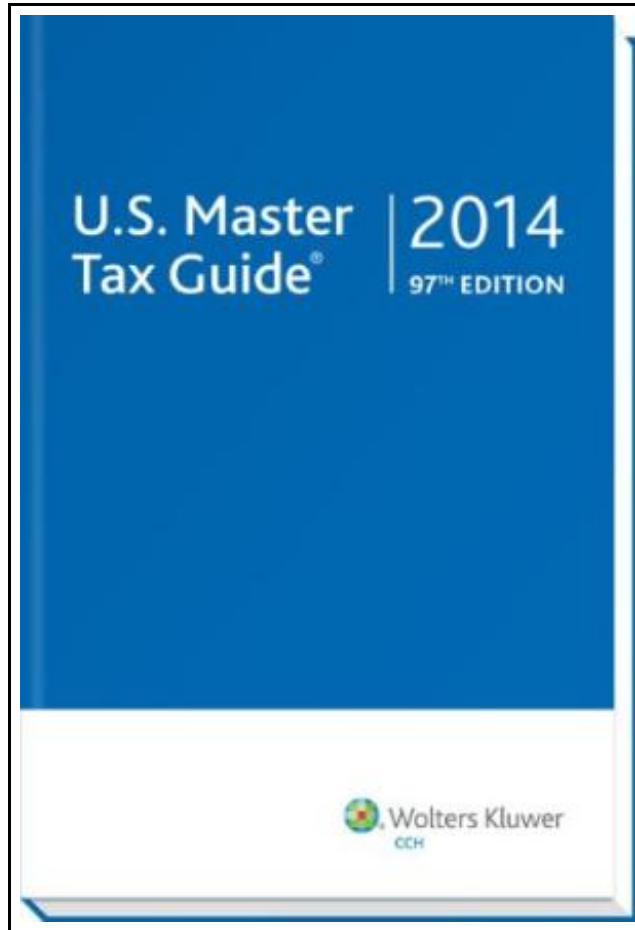 U.S. Master
Tax Guide®
2014
97TH EDITION
Wolters Kluwer
CCH